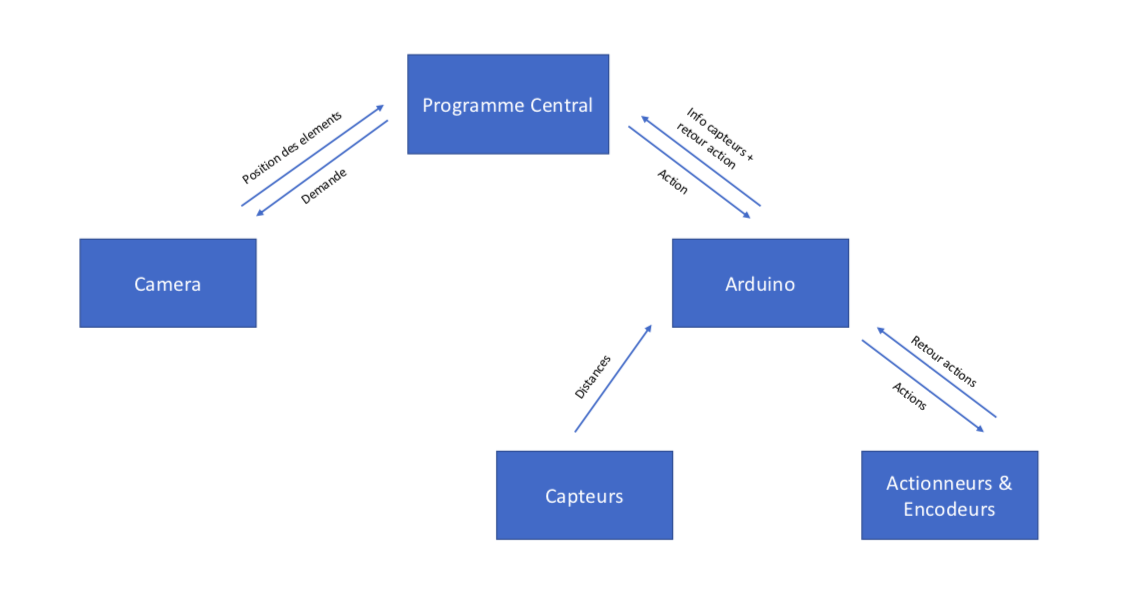 Programme Central
Position des elements
Demande
Info capteurs +
retour action
Action
Camera
Arduino
Distances
Retour actions
Actions
Capteurs
Actionneurs &
Encodeurs